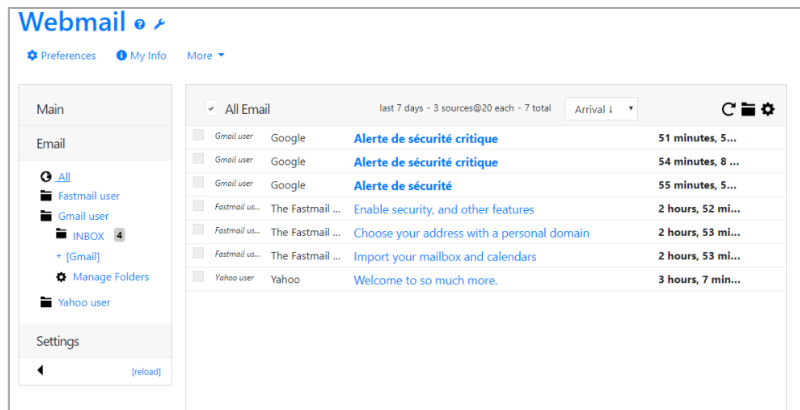 Webmail
Preferences My Info More
Main
Email
All
Fastmail user
Gmail user
INBOX 4
+ [Gmail]
Manage Folders
Yahoo user
Settings
[reload]
All Email last 7 days - 3 sources@20 each - 7 total Arrival ↓
Gmail user Google Alerte de sécurité critique 51 minutes, 5...
Gmail user Google Alerte de sécurité critique 54 minutes, 8 ...
Gmail user Google Alerte de sécurité 55 minutes, 5...
Fastmail us... The Fastmail ... Enable security, and other features 2 hours, 52 mi...
Fastmail us... The Fastmail ... Choose your address with a personal domain 2 hours, 53 mi...
Fastmail us... The Fastmail ... Import your mailbox and calendars 2 hours, 53 mi...
Yahoo user Yahoo Welcome to so much more. 3 hours, 7 min...